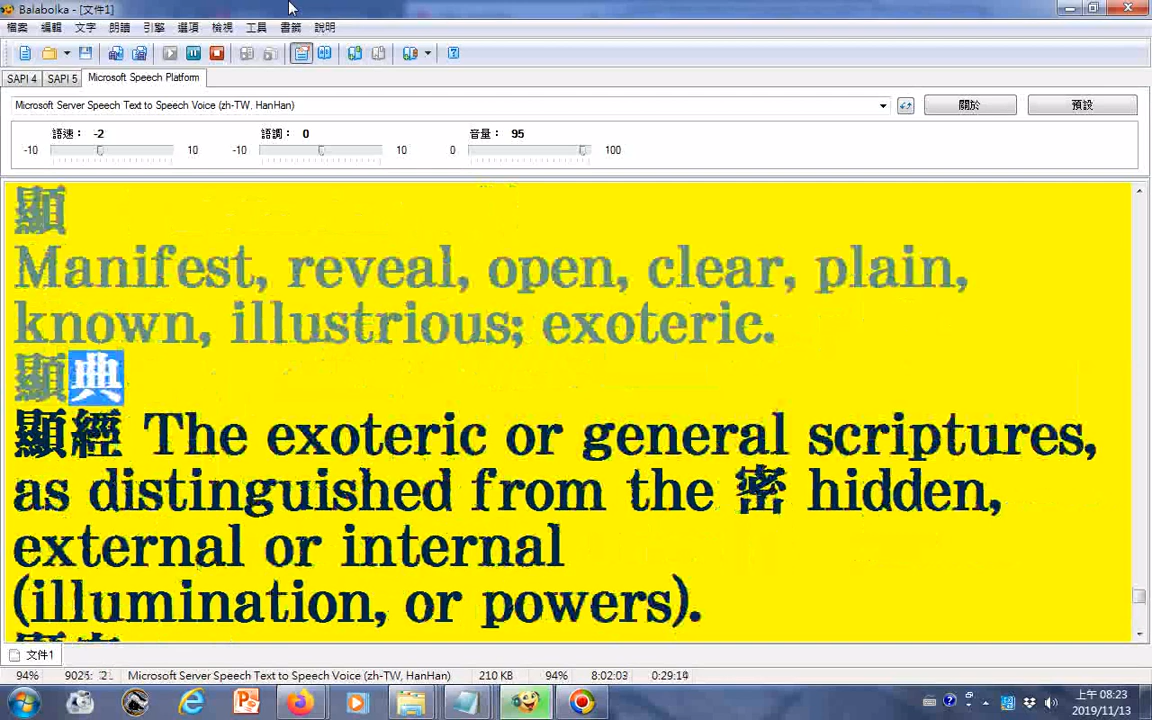 Balabolka - [文件1]
檔案 編輯 文字 朗讀 引擎 選項 檢視 工具 書籤 說明
SAPI 4 SAPI 5 Microsoft Speech Platform
Microsoft Server Speech Text to Speech Voice (zh-TW, HanHan) 關於 預設
語速： -2 語調： 0 音量： 95
-10 10 -10 10 0 100
顯
Manifest, reveal, open, clear, plain,
known, illustrious; exoteric.
顯典
顯經 The exoteric or general scriptures,
as distinguished from the 密 hidden,
external or internal
(illumination, or powers).
文件1
94% Microsoft Server Speech Text to Speech Voice (zh-TW, HanHan) 210 KB 94% 8:02:03 0:29:14
上午 08:23
2019/11/13